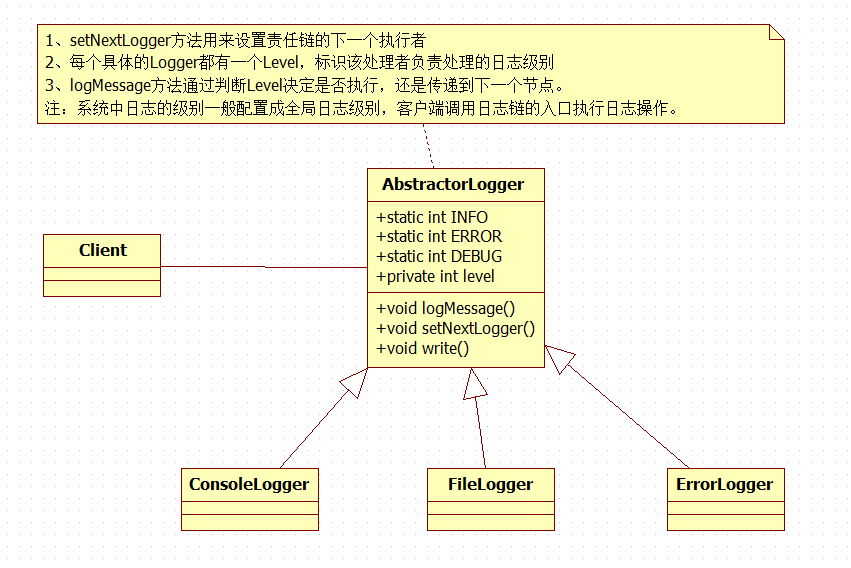 1、setNextLogger方法用来设置责任链的下一个执行者
2、每个具体的Logger都有一个Level，标识该处理者负责处理的日志级别
3、logMessage方法通过判断Level决定是否执行，还是传递到下一个节点。
注：系统中日志的级别一般配置成全局日志级别，客户端调用日志链的入口执行日志操作。
AbstractorLogger
+static int INFO
+static int ERROR
+static int DEBUG
+private int level
+void logMessage()
+void setNextLogger()
+void write()
Client
ConsoleLogger
FileLogger
ErrorLogger